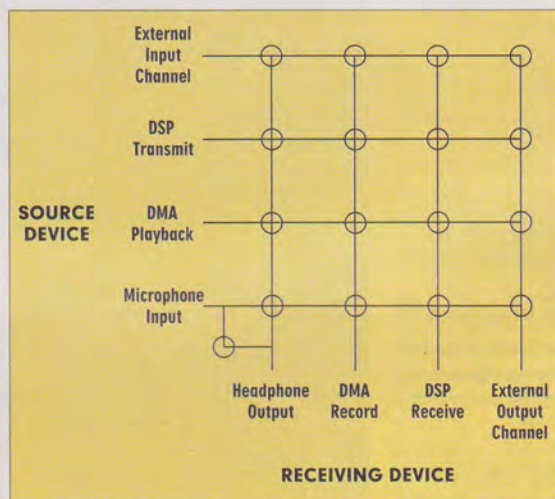 External
Input
Channel
DSP
Transmit
SOURCE
DEVICE
DMA
Playback
Microphone
Input
Headphone
Output
DMA
Record
DSP
Receive
External
Output
Channel
RECEIVING DEVICE